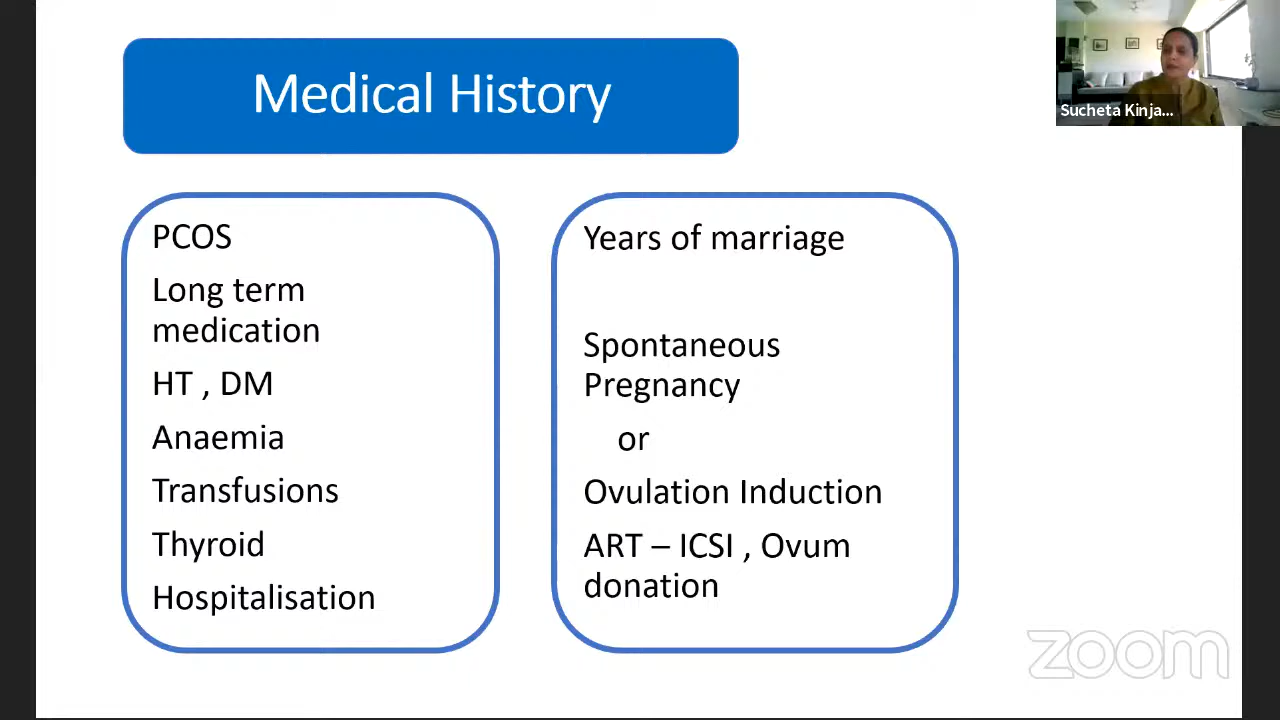 Medical History
Sucheta Kinja...
PCOS
Long term
medication
HT , DM
Anaemia
Transfusions
Thyroid
Hospitalisation
Years of marriage
Spontaneous
Pregnancy
or
Ovulation Induction
ART – ICSI , Ovum
donation
zoom